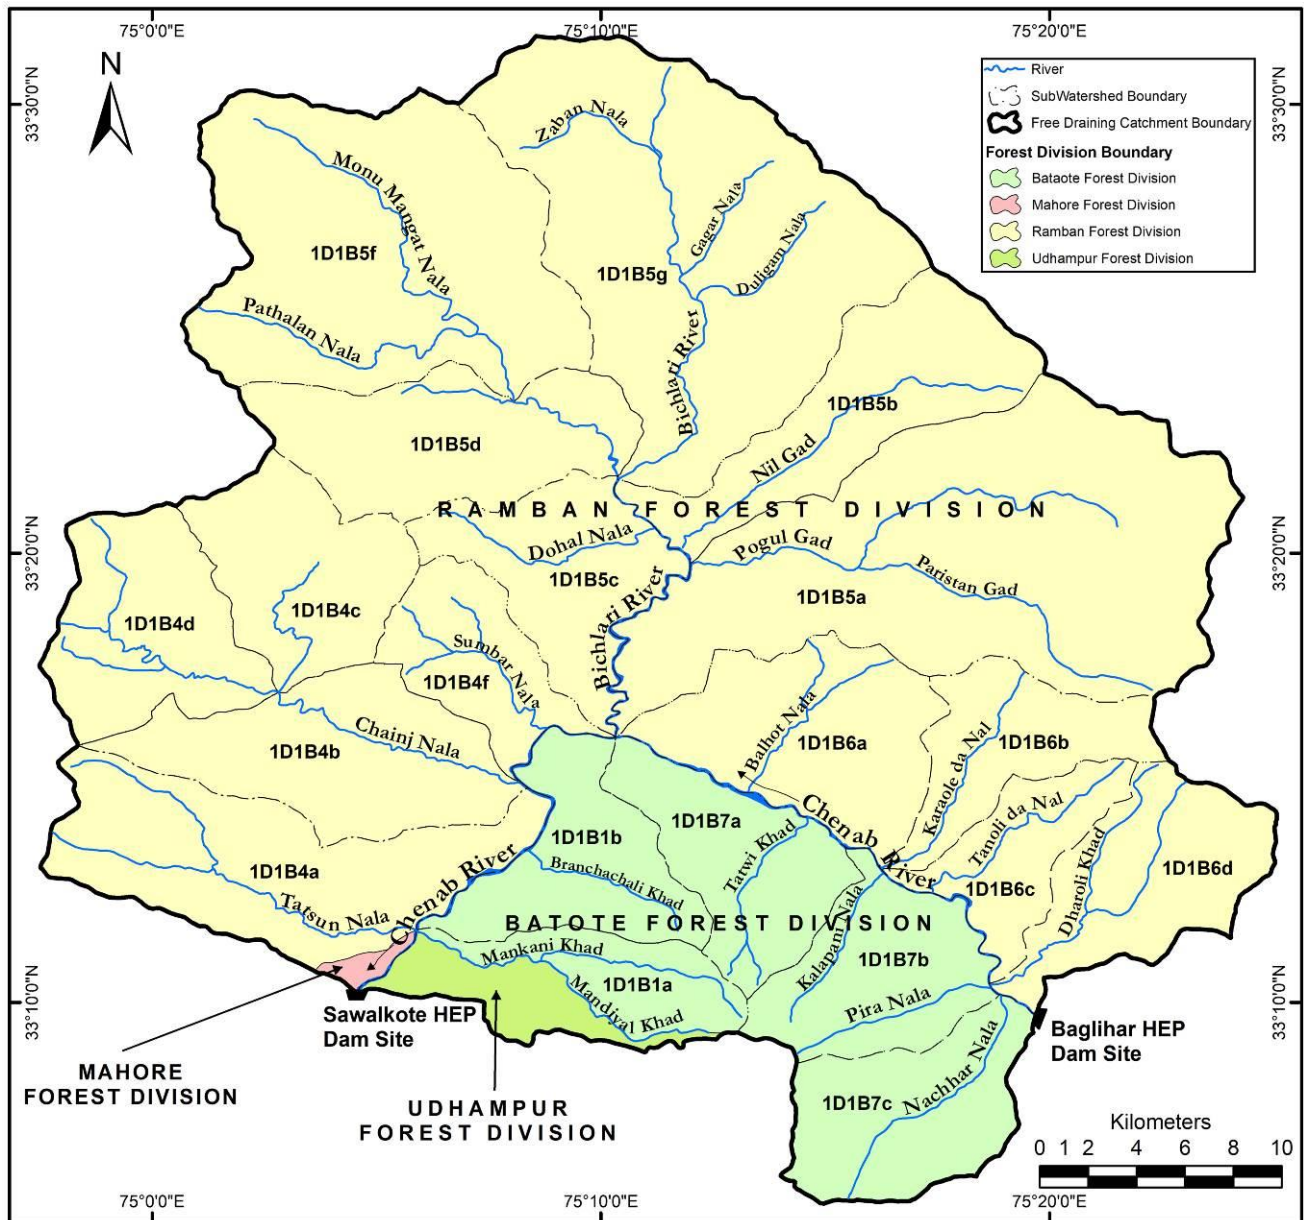 75°0'0"E
75°10'0"E
75°20'0"E
N
33°30'0"N
33°30'0"N
River
SubWatershed Boundary
Free Draining Catchment Boundary
Forest Division Boundary
Bataote Forest Division
Mahore Forest Division
Ramban Forest Division
Udhampur Forest Division
Zaban Nala
Monu Mangat Nala
Gagar Nala
Duligam Nala
1D1B5f
1D1B5g
Pathalan Nala
Bichlari River
1D1B5b
1D1B5d
Nil Gad
RAMBAN FOREST DIVISION
33°20'0"N
33°20'0"N
Dohal Nala
Pogul Gad
Paristan Gad
1D1B5c
1D1B5a
Bichlari River
1D1B4d
1D1B4c
Sumbar Nala
1D1B4f
Balhot Nala
Chainj Nala
1D1B4b
1D1B6a
1D1B6b
Karaole da Nal
Chenab River
Tanoli da Nal
1D1B7a
1D1B1b
Tatwi Khad
Dharoli Khad
1D1B6d
1D1B4a
Branchachali Khad
1D1B6c
Tatsun Nala
Chenab River
BATOTE FOREST DIVISION
Kalapani Nala
Mankani Khad
1D1B7b
1D1B1a
Mandiyal Khad
Pira Nala
33°10'0"N
33°10'0"N
Sawalkote HEP
Dam Site
Baglihar HEP
Dam Site
MAHORE
FOREST DIVISION
UDHAMPUR
FOREST DIVISION
1D1B7c
Nachhar Nala
Kilometers
0 1 2 4 6 8 10
75°0'0"E
75°10'0"E
75°20'0"E